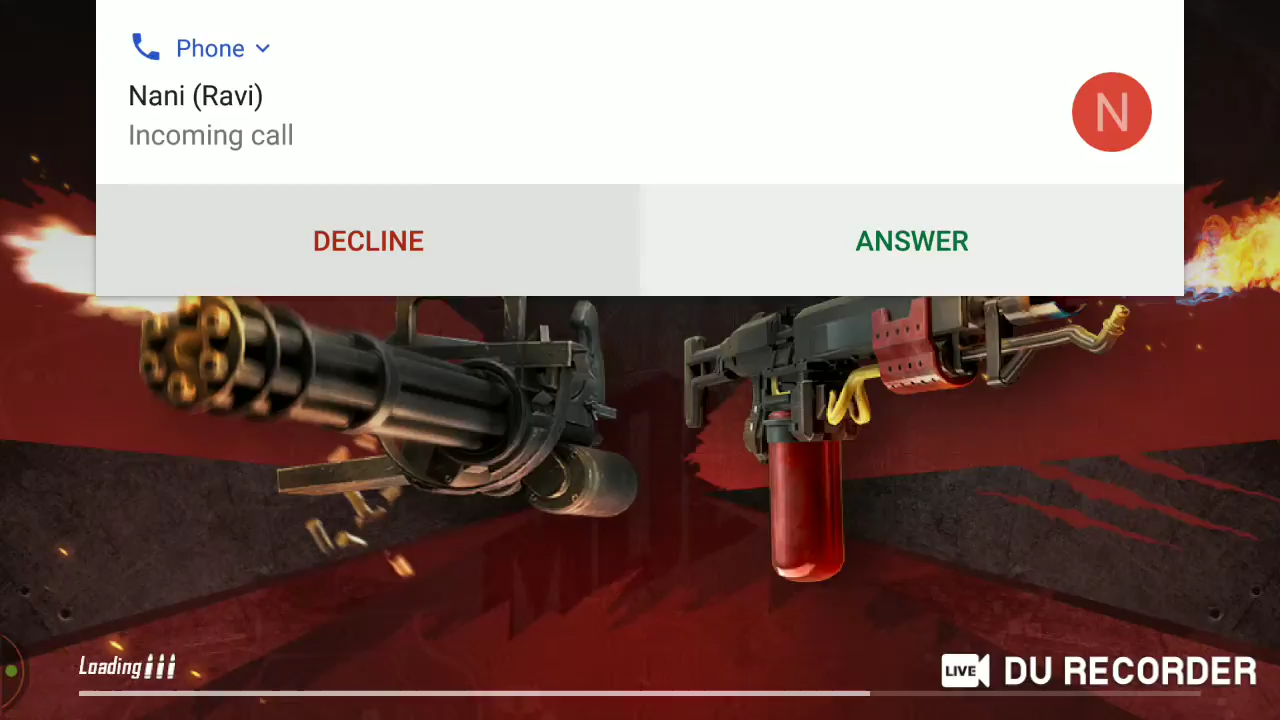 Phone
Nani (Ravi)
Incoming call
N
DECLINE
ANSWER
Loading
LIVE DU RECORDER